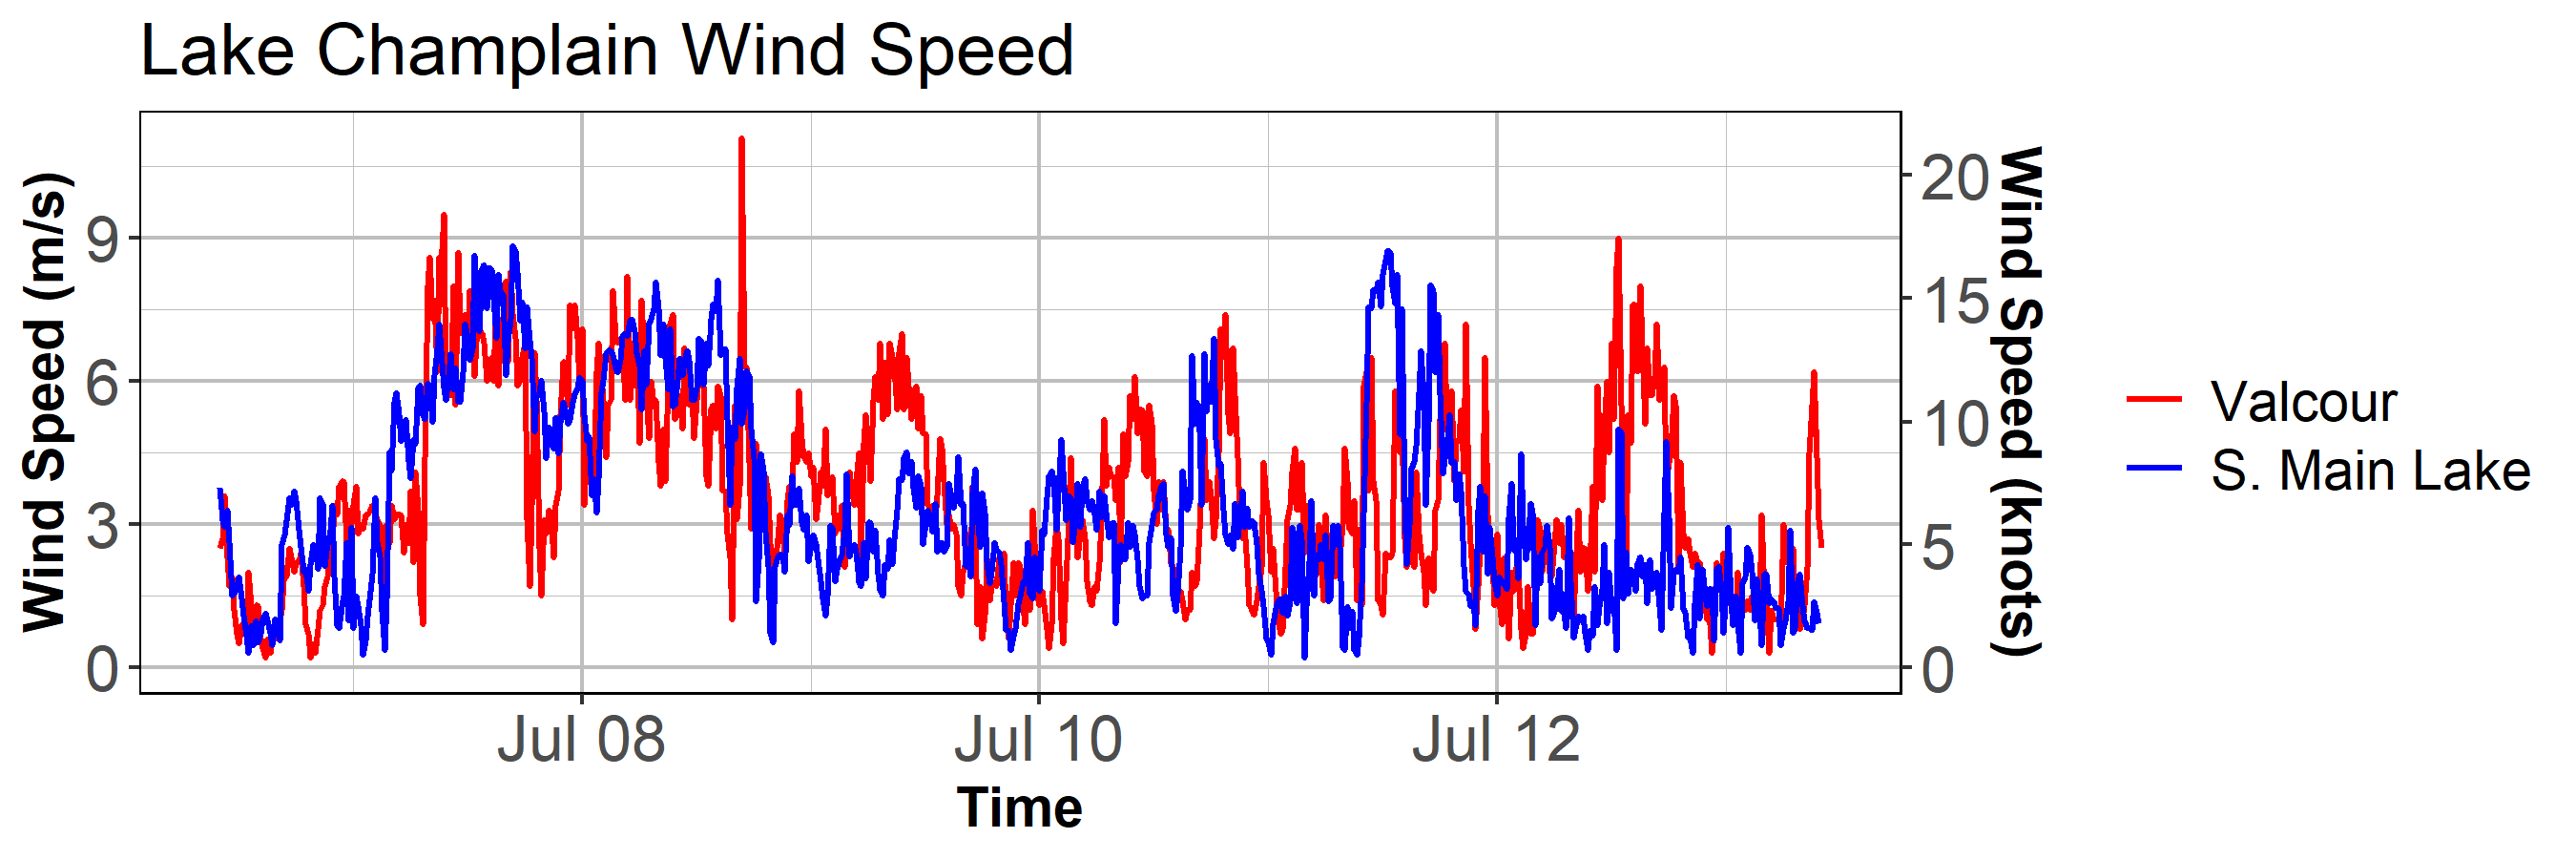 Lake Champlain Wind Speed
Wind Speed (m/s)
9
6
3
0
20
15
10
5
0
Wind Speed (knots)
Jul 08
Jul 10
Jul 12
Time
Valcour
S. Main Lake